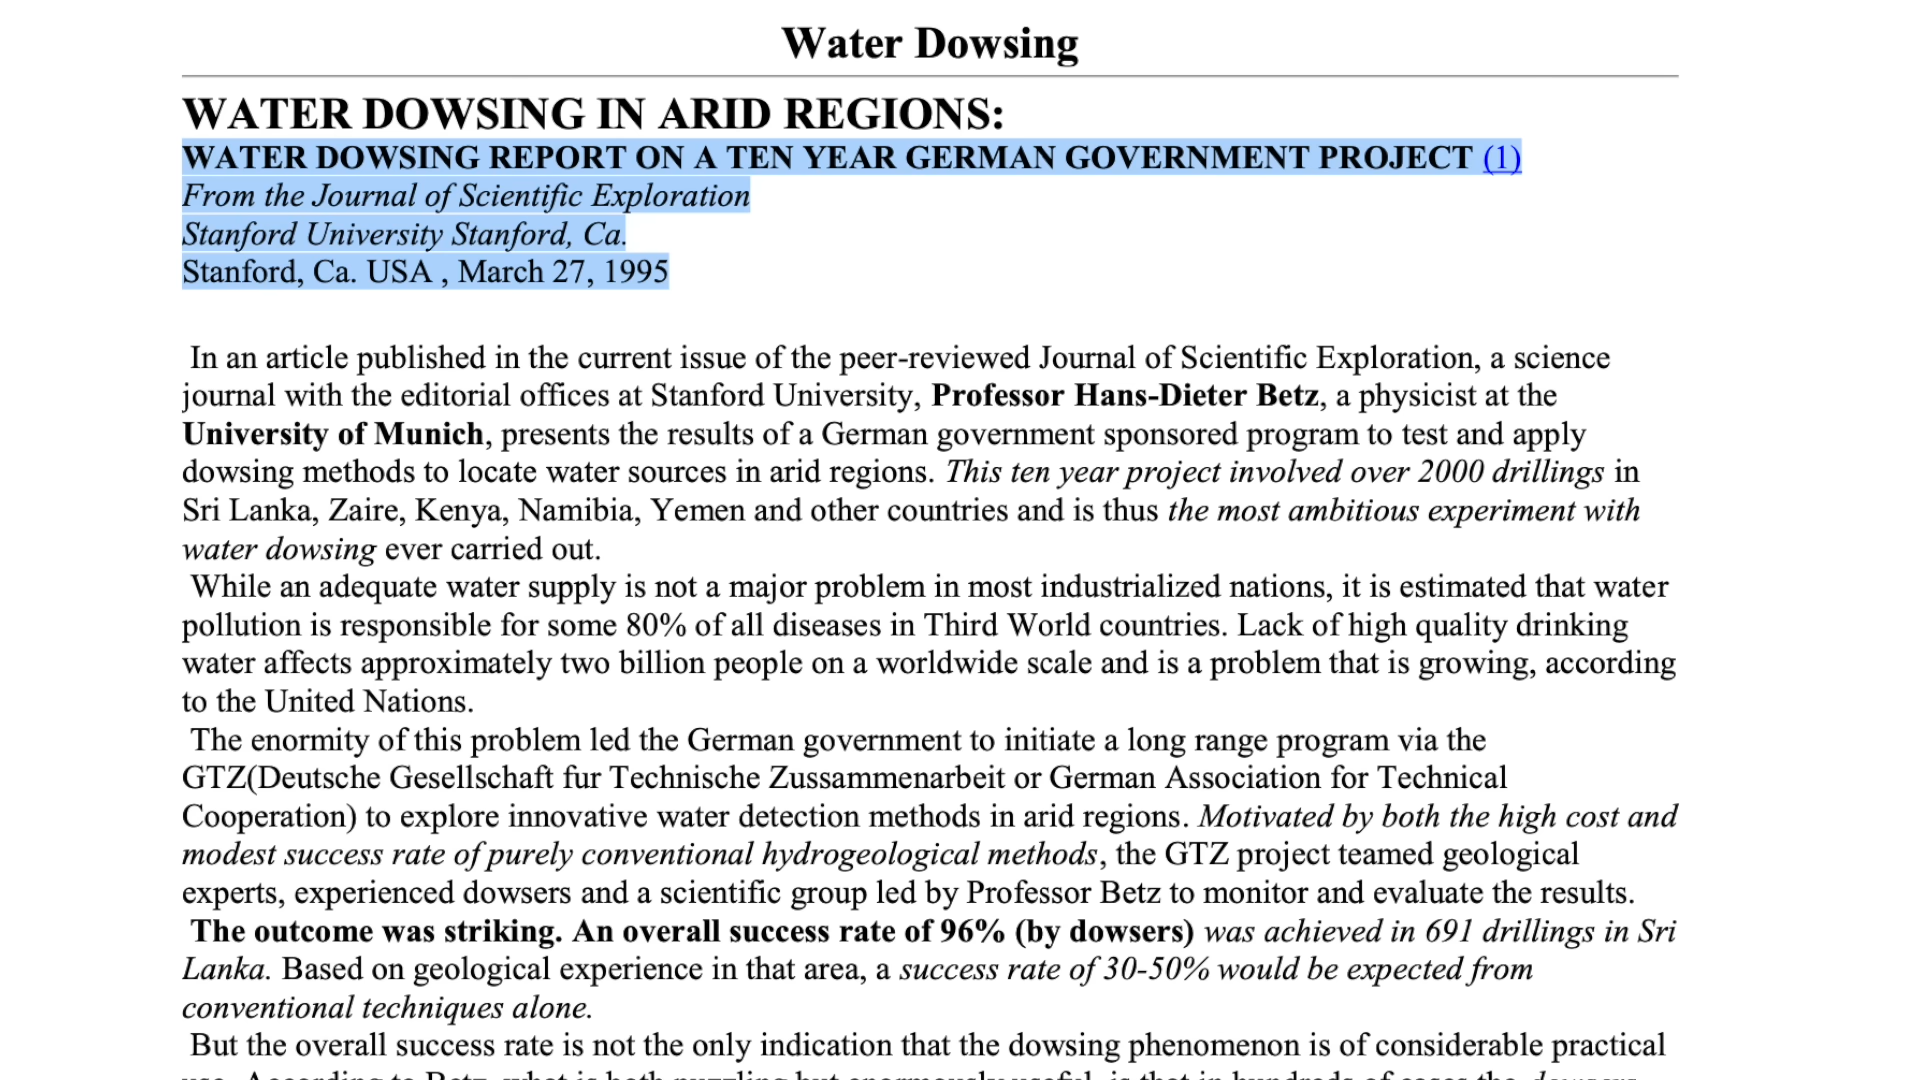 Water Dowsing
WATER DOWSING IN ARID REGIONS:
WATER DOWSING REPORT ON A TEN YEAR GERMAN GOVERNMENT PROJECT (1)
From the Journal of Scientific Exploration
Stanford University Stanford, Ca.
Stanford, Ca. USA , March 27, 1995
In an article published in the current issue of the peer-reviewed Journal of Scientific Exploration, a science
journal with the editorial offices at Stanford University, Professor Hans-Dieter Betz, a physicist at the
University of Munich, presents the results of a German government sponsored program to test and apply
dowsing methods to locate water sources in arid regions. This ten year project involved over 2000 drillings in
Sri Lanka, Zaire, Kenya, Namibia, Yemen and other countries and is thus the most ambitious experiment with
water dowsing ever carried out.
While an adequate water supply is not a major problem in most industrialized nations, it is estimated that water
pollution is responsible for some 80% of all diseases in Third World countries. Lack of high quality drinking
water affects approximately two billion people on a worldwide scale and is a problem that is growing, according
to the United Nations.
The enormity of this problem led the German government to initiate a long range program via the
GTZ(Deutsche Gesellschaft fur Technische Zussammenarbeit or German Association for Technical
Cooperation) to explore innovative water detection methods in arid regions. Motivated by both the high cost and
modest success rate of purely conventional hydrogeological methods, the GTZ project teamed geological
experts, experienced dowsers and a scientific group led by Professor Betz to monitor and evaluate the results.
The outcome was striking. An overall success rate of 96% (by dowsers) was achieved in 691 drillings in Sri
Lanka. Based on geological experience in that area, a success rate of 30-50% would be expected from
conventional techniques alone.
But the overall success rate is not the only indication that the dowsing phenomenon is of considerable practical